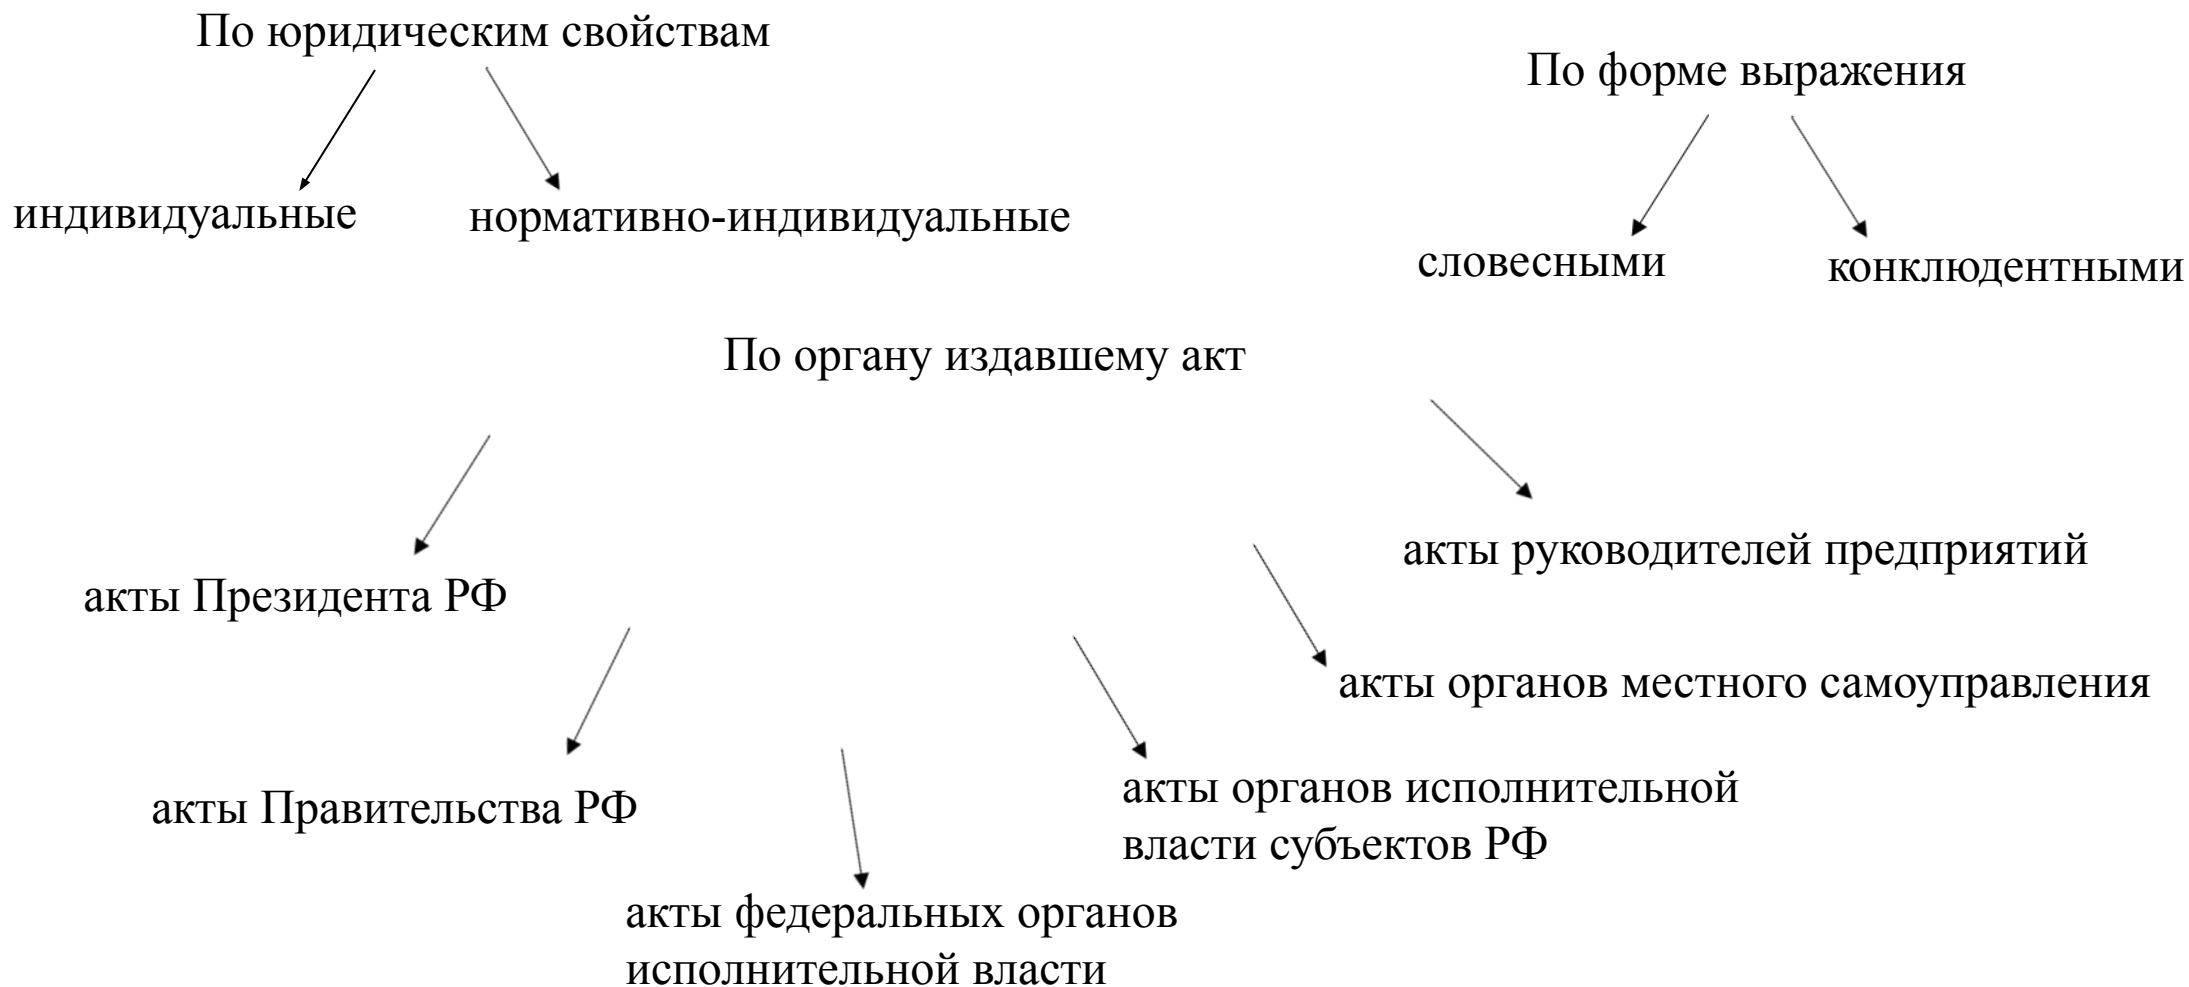 По юридическим свойствам
По форме выражения
индивидуальные
нормативно-индивидуальные
словесными
конклюдентными
По органу издавшему акт
акты Президента РФ
акты Правительства РФ
акты федеральных органов
исполнительной власти
акты органов исполнительной
власти субъектов РФ
акты органов местного самоуправления
акты руководителей предприятий